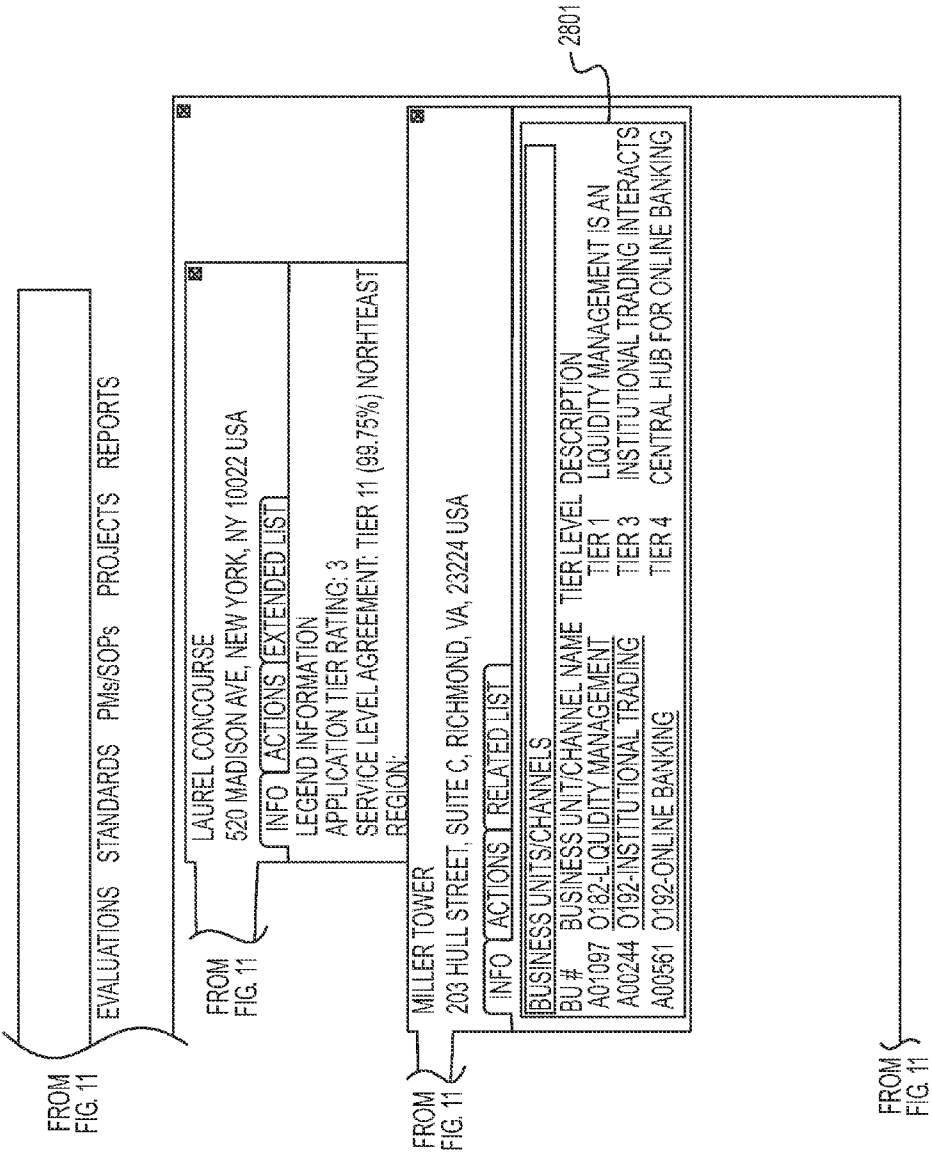 FROM
FIG. 11
EVALUATIONS STANDARDS PMs/SOPs PROJECTS REPORTS
FROM
FIG. 11
LAUREL CONCOURSE
520 MADISON AVE, NEW YORK, NY 10022 USA
INFO ACTIONS EXTENDED LIST
LEGEND INFORMATION
APPLICATION TIER RATING: 3
SERVICE LEVEL AGREEMENT: TIER 11 (99.75%) NORHTEAST
REGION:
FROM
FIG. 11
MILLER TOWER
203 HULL STREET, SUITE C, RICHMOND, VA, 23224 USA
INFO ACTIONS RELATED LIST
BUSINESS UNITS/CHANNELS
BU # BUSINESS UNIT/CHANNEL NAME TIER LEVEL DESCRIPTION
A01097 O182-LIQUIDITY MANAGEMENT TIER 1 LIQUIDITY MANAGEMENT IS AN
A00244 O192-INSTITUTIONAL TRADING TIER 3 INSTITUTIONAL TRADING INTERACTS
A00561 O192-ONLINE BANKING TIER 4 CENTRAL HUB FOR ONLINE BANKING
2801
FROM
FIG. 11